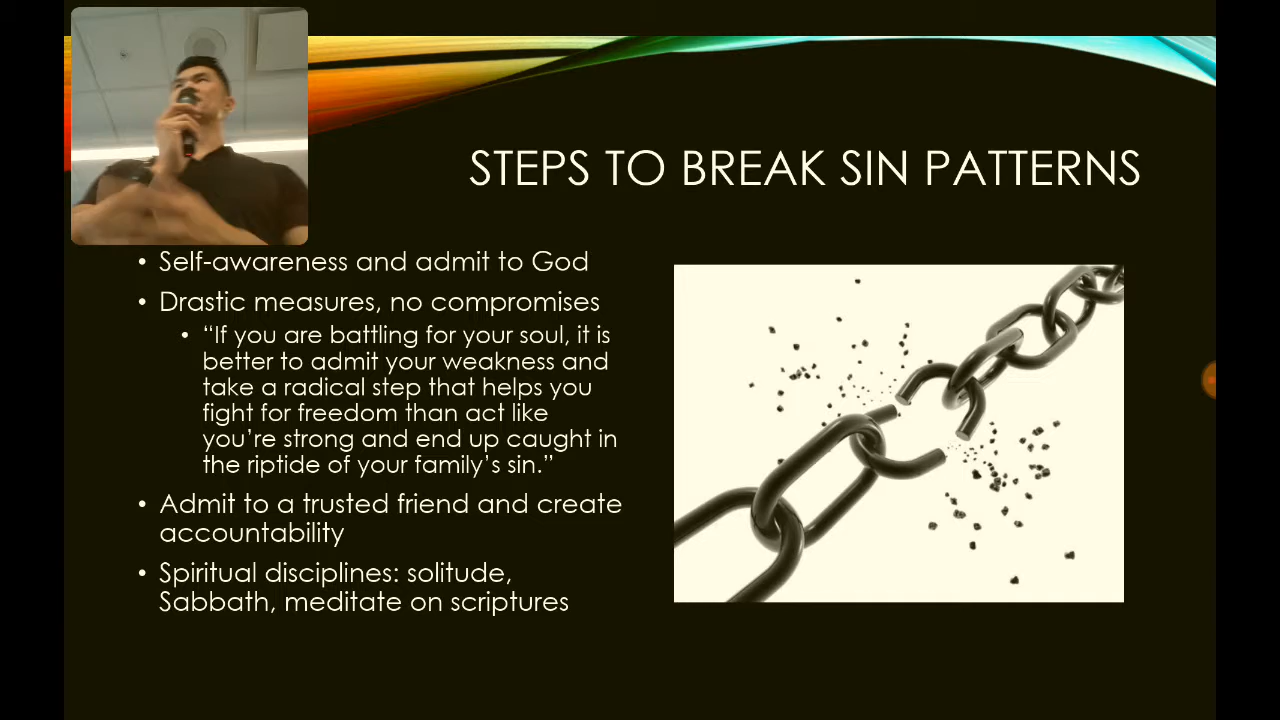 STEPS TO BREAK SIN PATTERNS
• Self-awareness and admit to God
• Drastic measures, no compromises
• “If you are battling for your soul, it is
better to admit your weakness and
take a radical step that helps you
fight for freedom than act like
you’re strong and end up caught in
the riptide of your family’s sin.”
• Admit to a trusted friend and create
accountability
• Spiritual disciplines: solitude,
Sabbath, meditate on scriptures